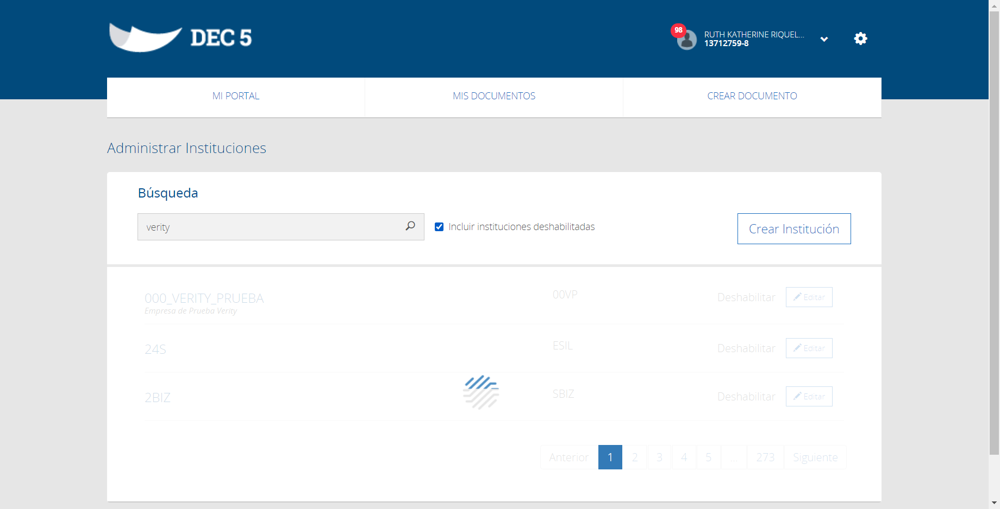 DEC 5
98
RUTH KATHERINE RIQUEL...
13712759-8
MI PORTAL
MIS DOCUMENTOS
CREAR DOCUMENTO
Administrar Instituciones
Búsqueda
verity
Incluir instituciones deshabilitadas
Crear Institución
000_VERITY_PRUEBA
Empresa de Prueba Verity
00VP
Deshabilitar
Editar
24S
ESIL
Deshabilitar
Editar
2BIZ
SBIZ
Deshabilitar
Editar
Anterior 1 2 3 4 5 ... 273 Siguiente